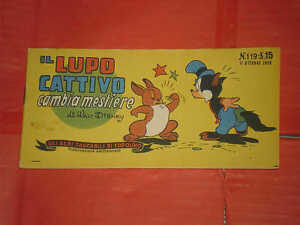 IL
LUPO
CATTIVO
cambia mestiere
di Walt Disney
N.119 L.15
GLI ALBI TASCABILI DI TOPOLINO